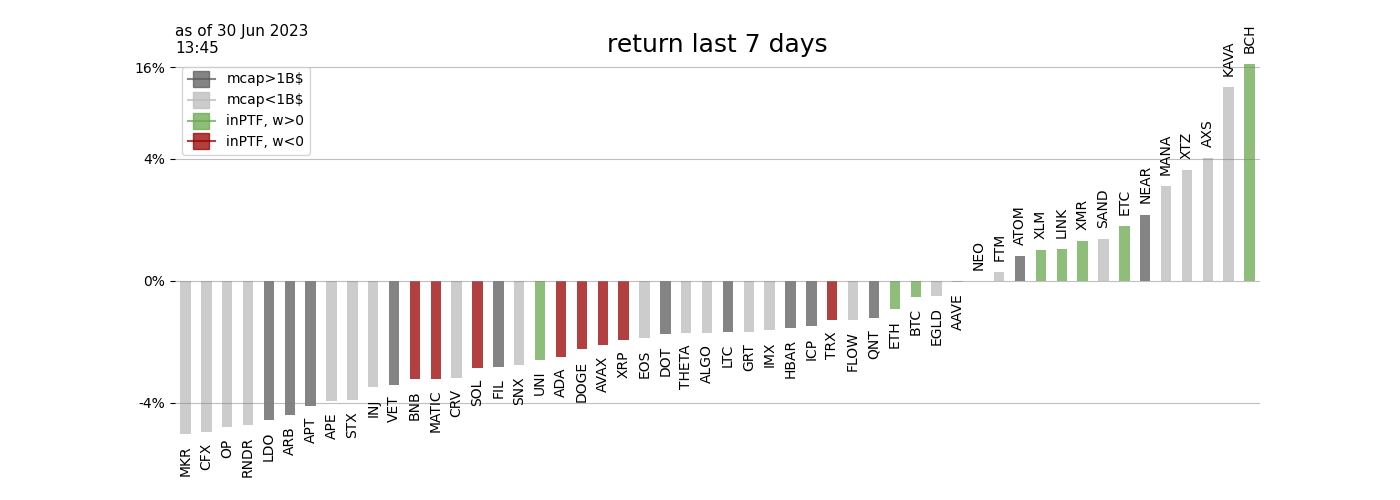 as of 30 Jun 2023
13:45
return last 7 days
16%
4%
0%
-4%
mcap>1B$
mcap<1B$
inPTF, w>0
inPTF, w<0
MKR
CFX
OP
RNDR
LDO
ARB
APT
APE
STX
INJ
VET
BNB
MATIC
CRV
SOL
FIL
SNX
UNI
ADA
DOGE
AVAX
XRP
EOS
DOT
THETA
ALGO
LTC
GRT
IMX
HBAR
ICP
TRX
FLOW
QNT
ETH
BTC
EGLD
AAVE
NEO
FTM
ATOM
XLM
LINK
XMR
SAND
ETC
NEAR
MANA
XTZ
AXS
KAVA
BCH